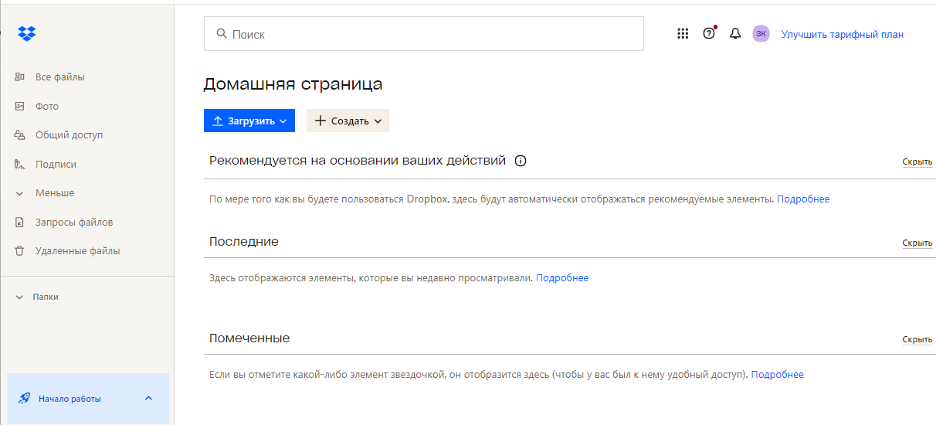 Поиск
ЗК
Улучшить тарифный план
Все файлы
Фото
Общий доступ
Подписи
Меньше
Запросы файлов
Удаленные файлы
Папки
Начало работы
Домашняя страница
Загрузить
Создать
Рекомендуется на основании ваших действий
Скрыть
По мере того как вы будете пользоваться Dropbox, здесь будут автоматически отображаться рекомендуемые элементы. Подробнее
Последние
Скрыть
Здесь отображаются элементы, которые вы недавно просматривали. Подробнее
Помеченные
Скрыть
Если вы отметите какой-либо элемент звездочкой, он отобразится здесь (чтобы у вас был к нему удобный доступ). Подробнее